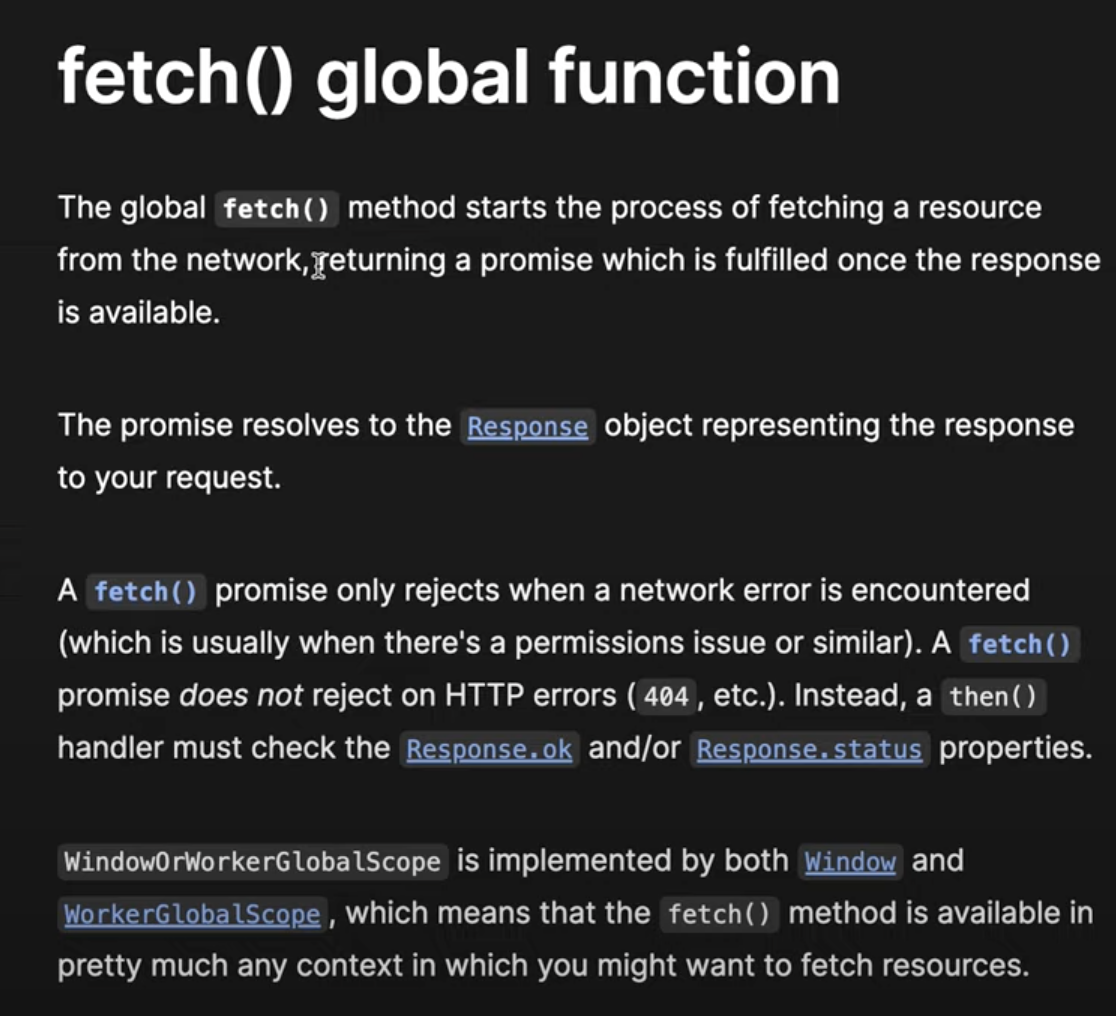 fetch() global function
The global fetch() method starts the process of fetching a resource
from the network, returning a promise which is fulfilled once the response
is available.
The promise resolves to the Response object representing the response
to your request.
A fetch() promise only rejects when a network error is encountered
(which is usually when there's a permissions issue or similar). A fetch()
promise does not reject on HTTP errors (404, etc.). Instead, a then()
handler must check the Response.ok and/or Response.status properties.
WindowOrWorkerGlobalScope is implemented by both Window and
WorkerGlobalScope, which means that the fetch() method is available in
pretty much any context in which you might want to fetch resources.